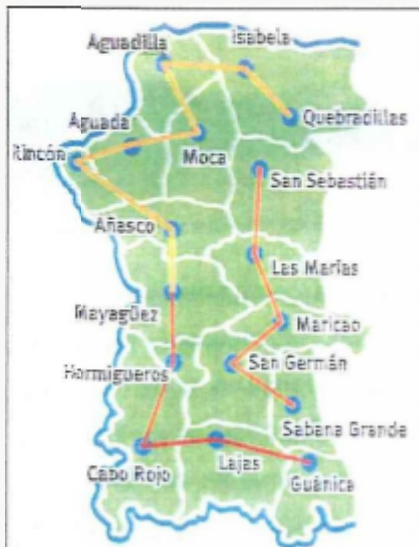 Isabela
Aguadilla
Quebradillas
Aguada
Moca
Rincón
San Sebastián
Añasco
Las Marías
Mayagüez
Maricao
Hormigueros
San Germán
Sabana Grande
Cabo Rojo
Lajas
Guánica